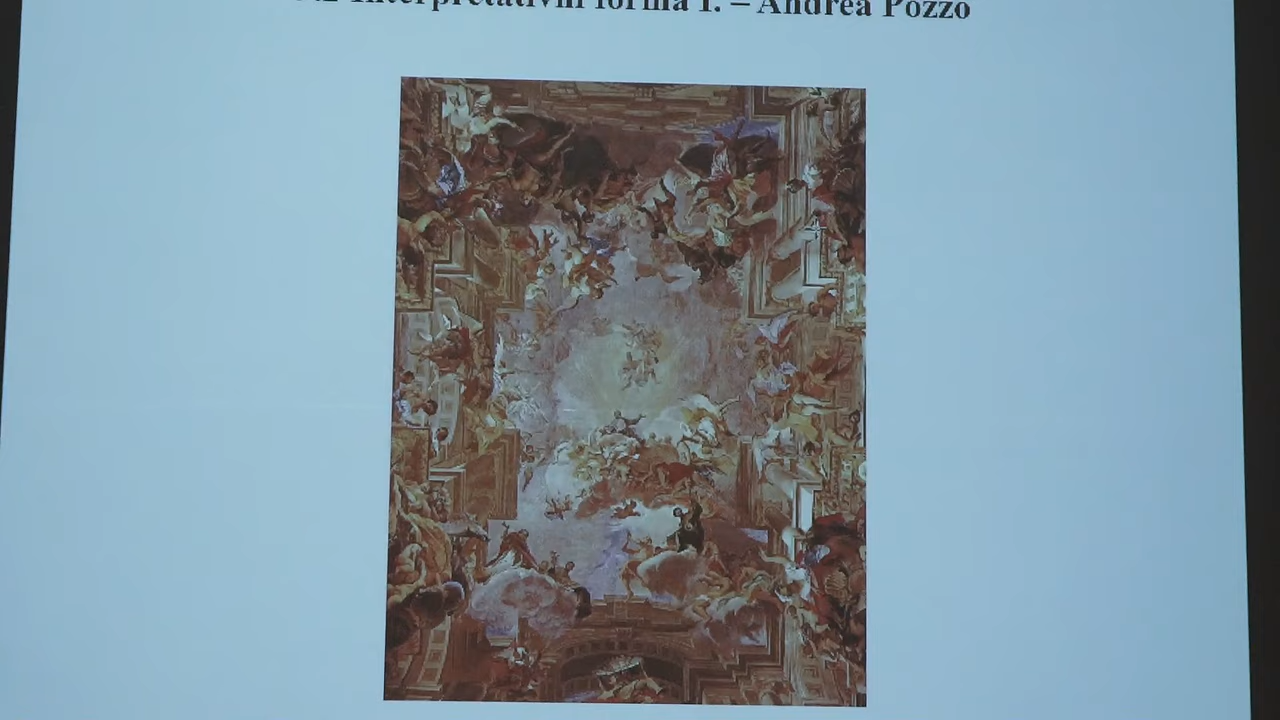 Interpretativní forma I. – Andrea Pozzo